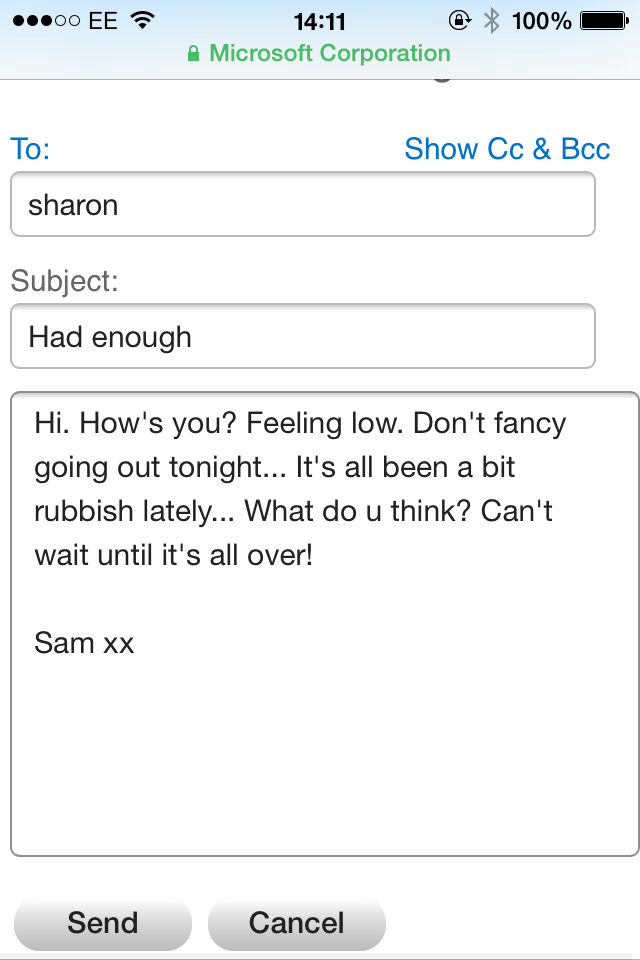 EE 14:11 100%
Microsoft Corporation
To: Show Cc & Bcc
sharon
Subject:
Had enough
Hi. How's you? Feeling low. Don't fancy
going out tonight... It's all been a bit
rubbish lately... What do u think? Can't
wait until it's all over!
Sam xx
Send Cancel